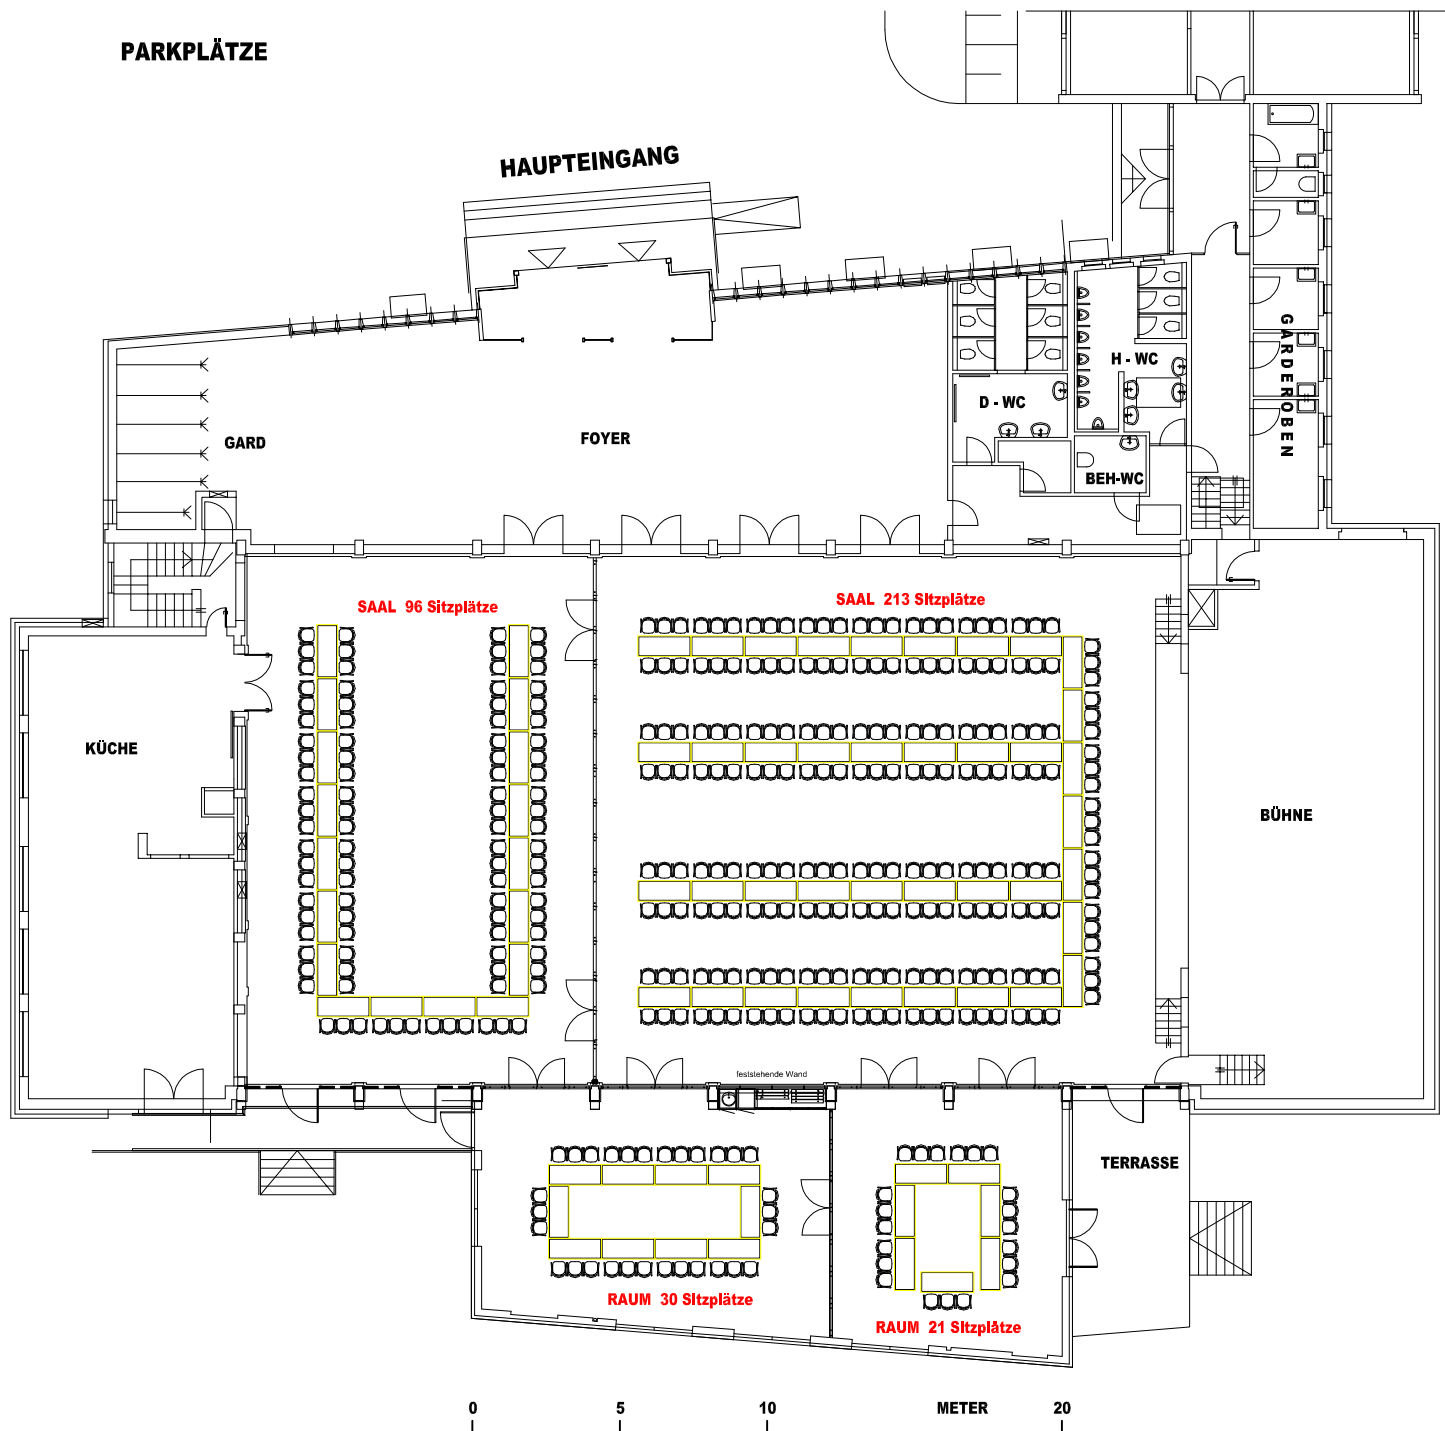 PARKPLÄTZE
HAUPTEINGANG
H - WC
D - WC
GARDEROBEN
GARD
FOYER
BEH-WC
SAAL 96 Sitzplätze
SAAL 213 Sitzplätze
KÜCHE
BÜHNE
feststehende Wand
TERRASSE
RAUM 30 Sitzplätze
RAUM 21 Sitzplätze
0 5 10 METER 20